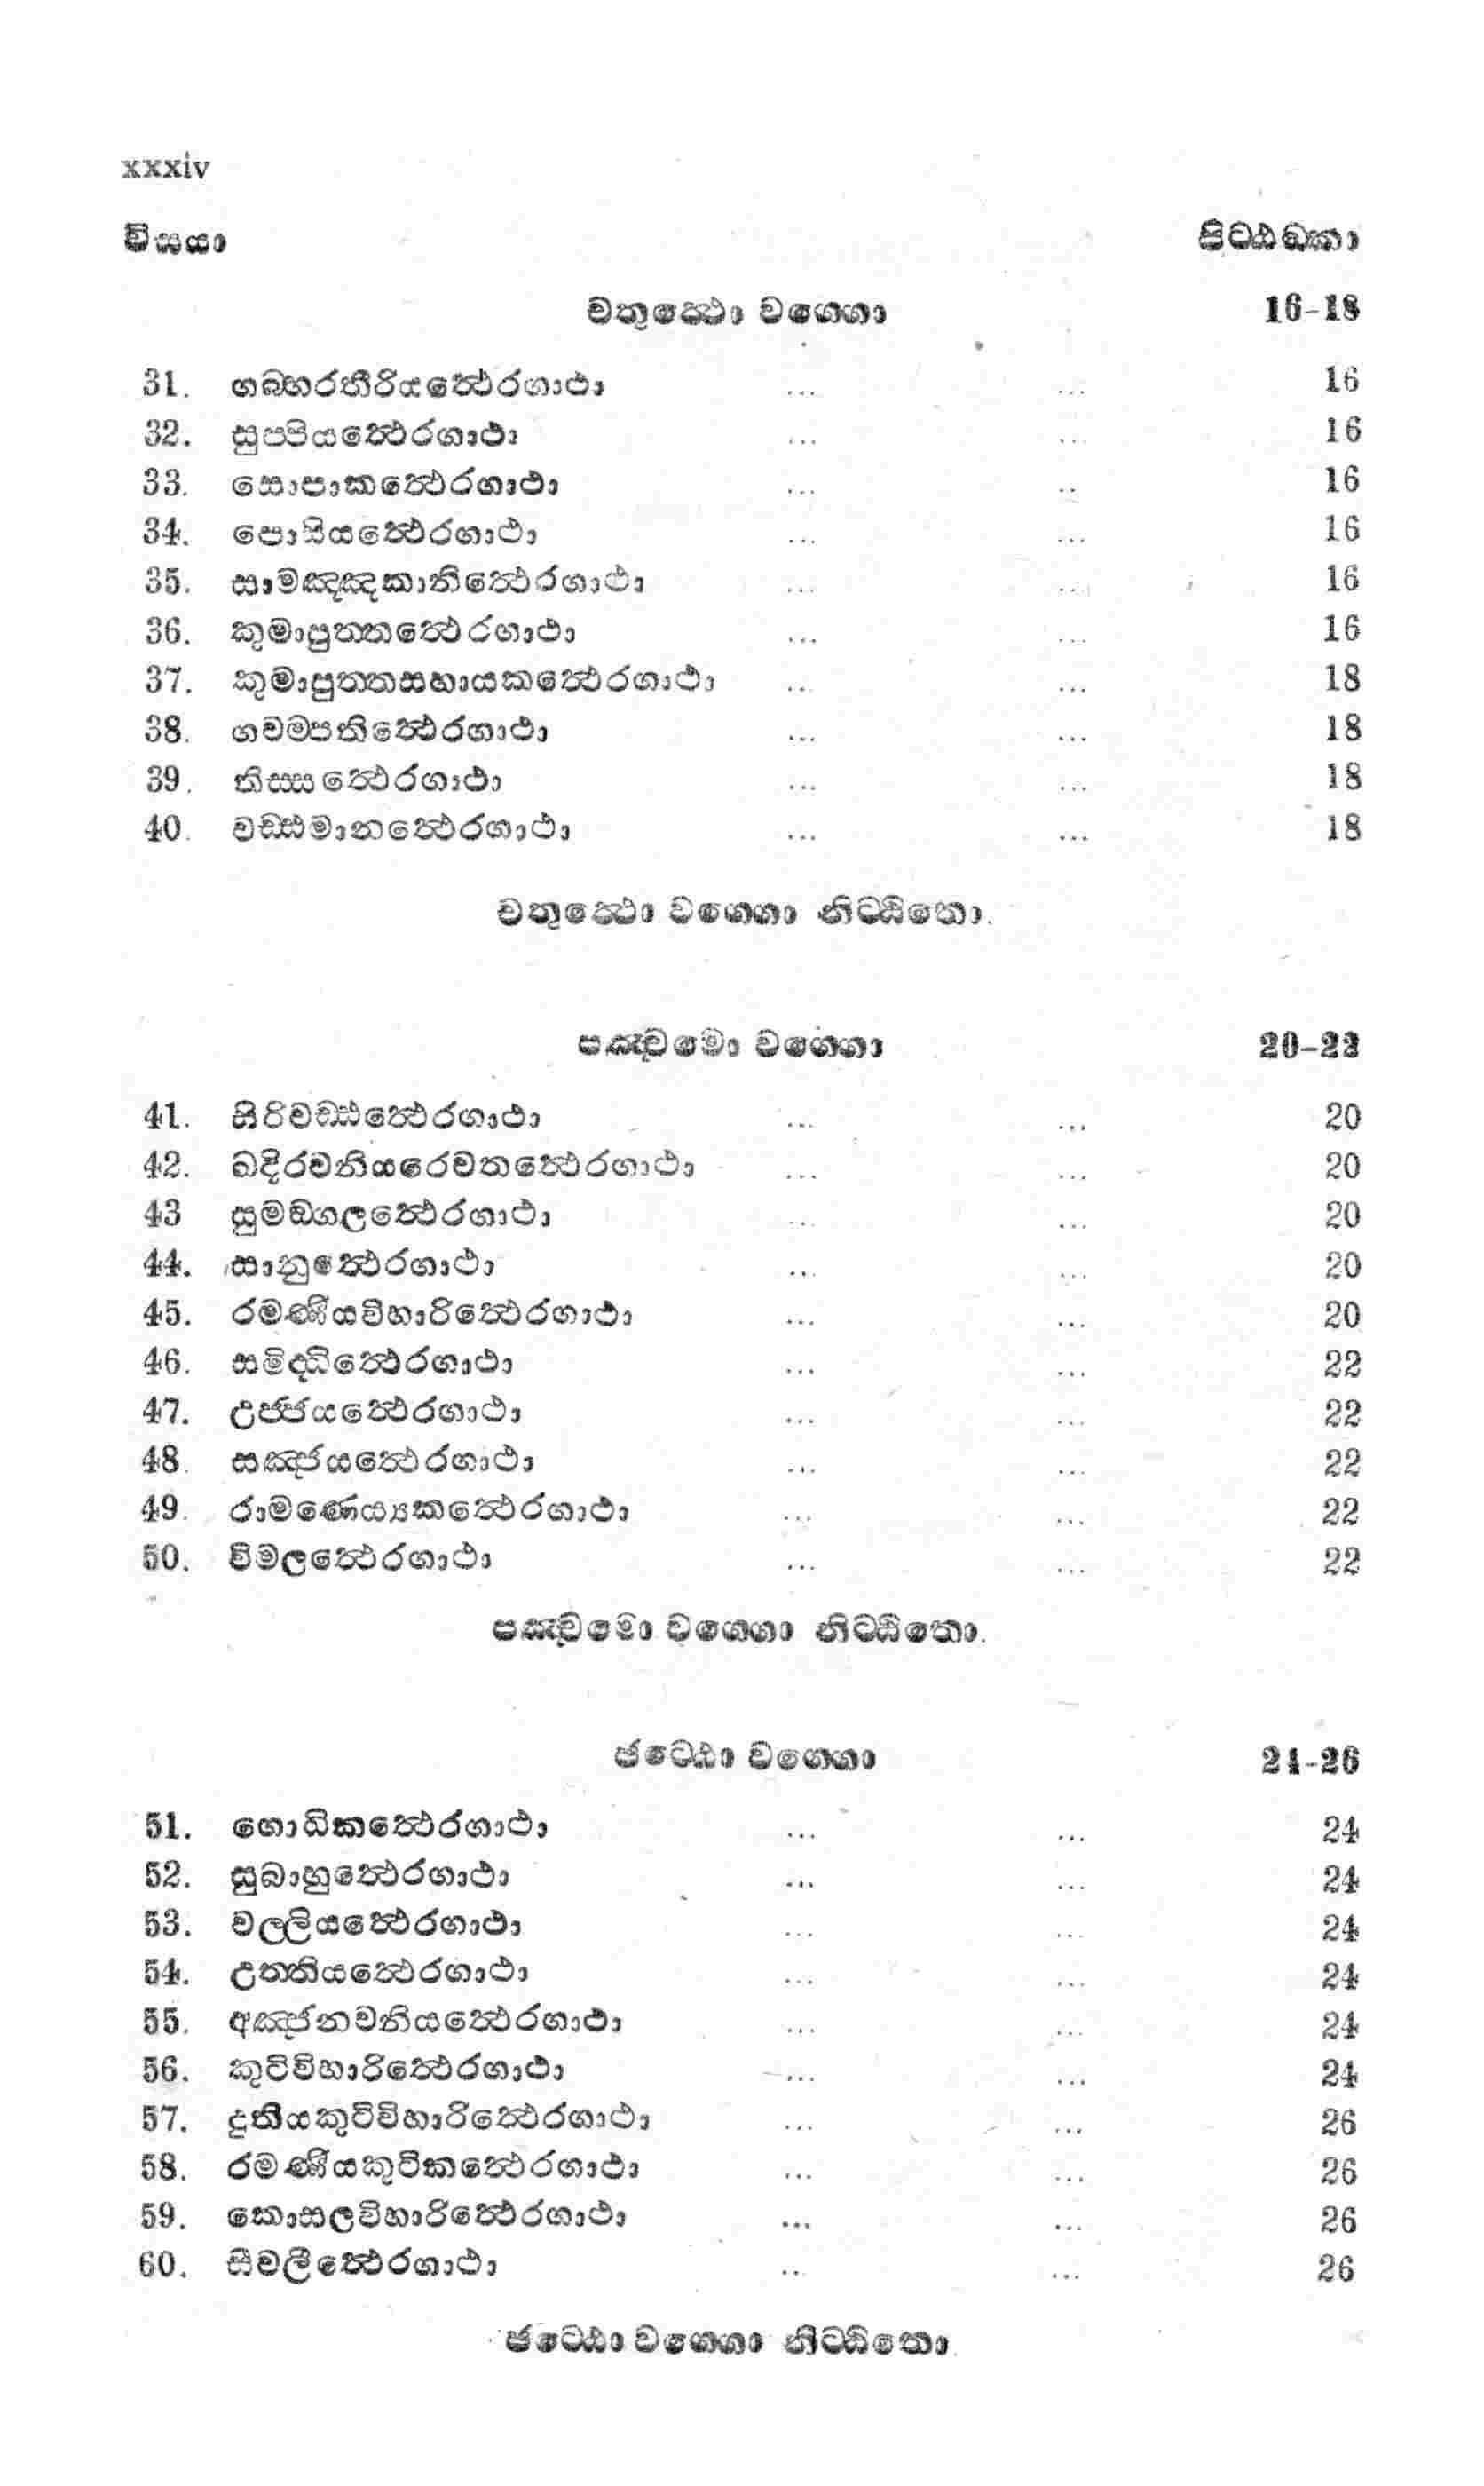 xxxiv
විසයා පිට්ඨඞ්කා
චතුත්ථො වග්ගො 16-18
31. ගබ්භරතීරියත්ථෙරගාථා ... ... 16
32. සුප්පියත්ථෙරගාථා ... ... 16
33. සොපාකත්ථෙරගාථා ... .. 16
34. පොසියත්ථෙරගාථා ... ... 16
35. සාමඤ්ඤකානිත්ථෙරගාථා ... ... 16
36. කුමාපුත්තත්ථෙරගාථා ... ... 16
37. කුමාපුත්තසහායකත්ථෙරගාථා ... ... 18
38. ගවම්පතිත්ථෙරගාථා ... ... 18
39. තිස්සත්ථෙරගාථා ... ... 18
40. වඩ්ඪමානත්ථෙරගාථා ... ... 18
චතුත්ථො වග්ගො නිට්ඨිතො.
පඤ්චමො වග්ගො 20-22
41. සිරිවඩ්ඪත්ථෙරගාථා ... ... 20
42. ඛදිරවනියරෙවතත්ථෙරගාථා ... ... 20
43 සුමඞ්ගලත්ථෙරගාථා ... ... 20
44. සානුත්ථෙරගාථා ... ... 20
45. රමණීයවිහාරිත්ථෙරගාථා ... ... 20
46. සමිද්ධිත්ථෙරගාථා ... ... 22
47. උජ්ජයත්ථෙරගාථා ... ... 22
48. සඤ්ජයත්ථෙරගාථා ... ... 22
49. රාමණෙය්‍යකත්ථෙරගාථා ... ... 22
50. විමලත්ථෙරගාථා ... ... 22
පඤ්චමො වග්ගො නිට්ඨිතො.
ඡට්ඨො වග්ගො 24-26
51. ගොධිකත්ථෙරගාථා ... ... 24
52. සුබාහුත්ථෙරගාථා ... ... 24
53. වල්ලියත්ථෙරගාථා ... ... 24
54. උත්තියත්ථෙරගාථා ... ... 24
55. අඤ්ජනවනියත්ථෙරගාථා ... ... 24
56. කුටිවිහාරිත්ථෙරගාථා ... ... 24
57. දුතියකුටිවිහාරිත්ථෙරගාථා ... ... 26
58. රමණීයකුටිකත්ථෙරගාථා ... ... 26
59. කොසලවිහාරිත්ථෙරගාථා ... ... 26
60. සීවලීත්ථෙරගාථා .. ... 26
ඡට්ඨො වග්ගො නිට්ඨිතො.